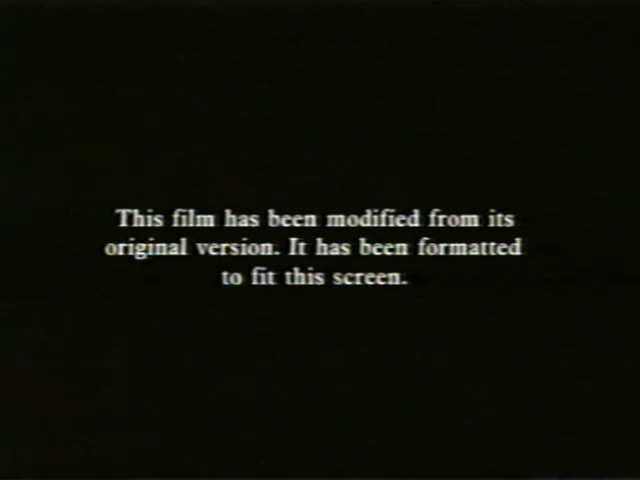 This film has been modified from its
original version. It has been formatted
to fit this screen.